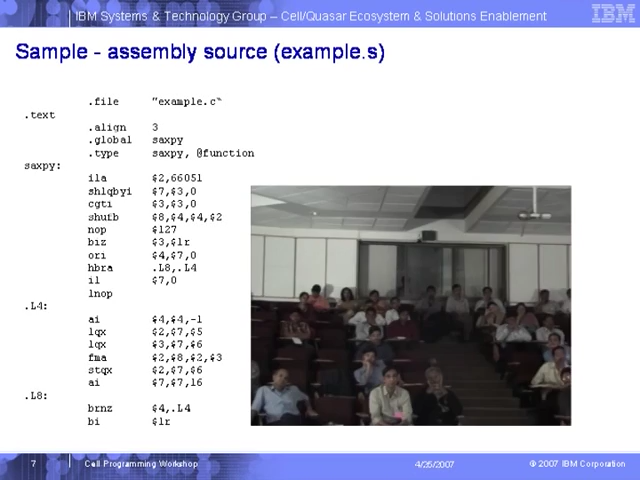 IBM Systems & Technology Group – Cell/Quasar Ecosystem & Solutions Enablement
IBM
Sample - assembly source (example.s)
.file "example.c"
.text
.align 3
.global saxpy
.type saxpy, @function
saxpy:
ila $2,66051
shlqbyi $7,$3,0
cgti $3,$3,0
shufb $8,$4,$4,$2
nop $127
biz $3,$lr
ori $4,$7,0
hbra .L8,.L4
il $7,0
lnop
.L4:
ai $4,$4,-1
lqx $2,$7,$5
lqx $3,$7,$6
fma $2,$8,$2,$3
stqx $2,$7,$6
ai $7,$7,16
.L8:
brnz $4,.L4
bi $lr
7 Cell Programming Workshop 4/26/2007 © 2007 IBM Corporation